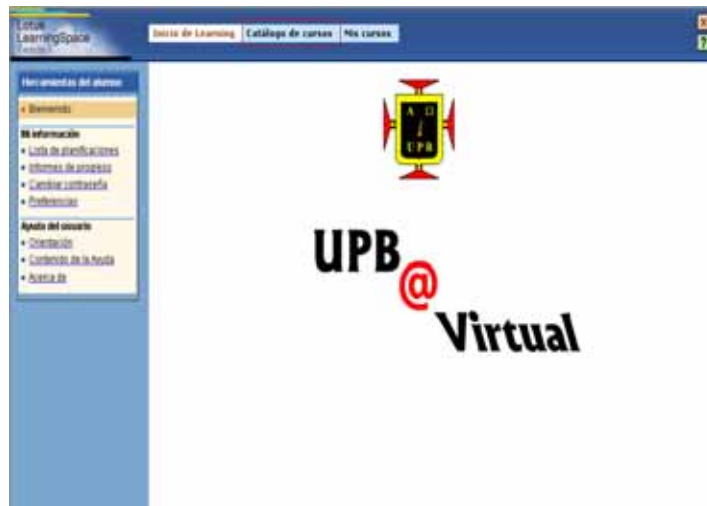 Lotus
LearningSpace
Inicio de Learning Catálogo de cursos Mis cursos
X
?
Herramientas del alumno
Bienvenido
Mi información
Lista de planificaciones
Informes de progreso
Cambiar contraseña
Preferencias
Ayuda del usuario
Orientación
Contenido de la Ayuda
Acerca de
A Ω
UPB
UPB
@
Virtual